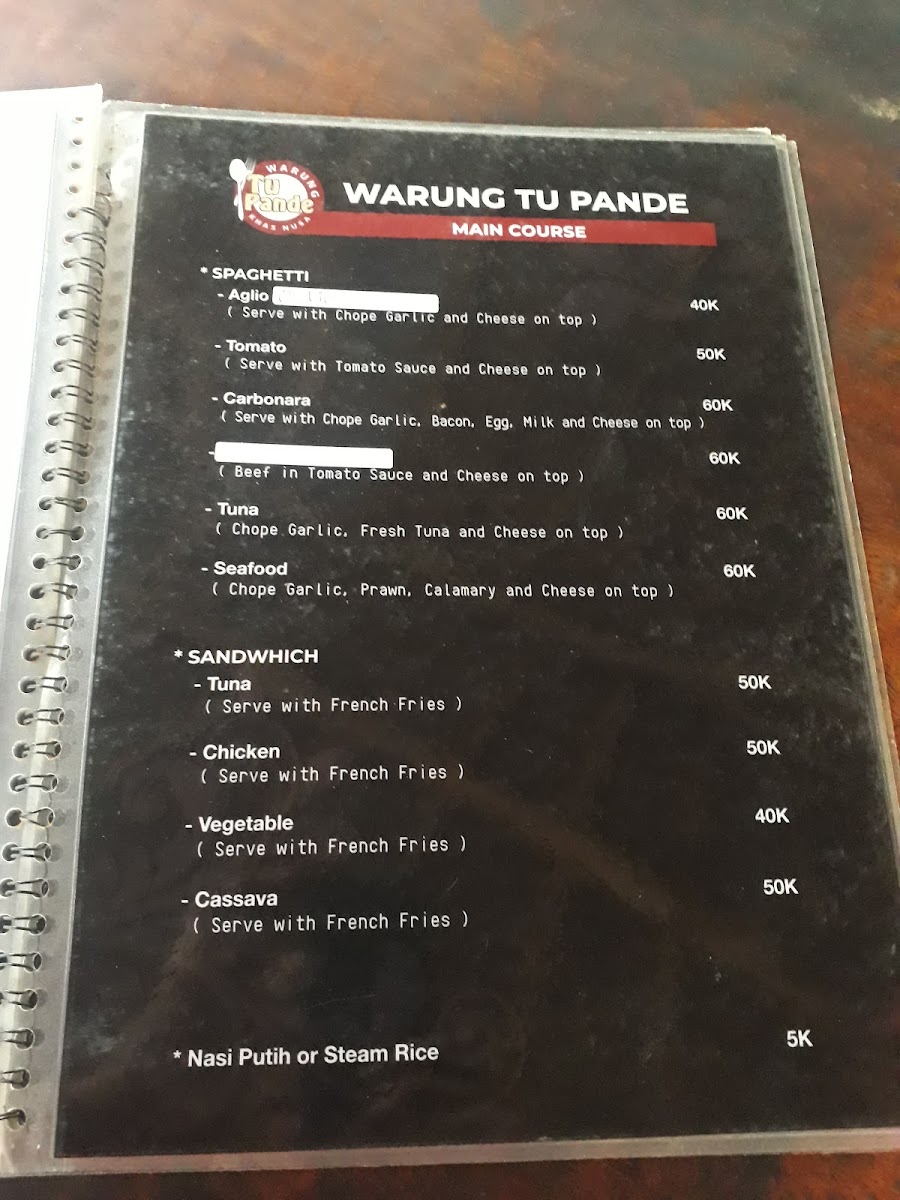 WARUNG
TU
Pande
KHAS NUSA
WARUNG TU PANDE
MAIN COURSE
* SPAGHETTI
- Aglio 40K
( Serve with Chope Garlic and Cheese on top )
- Tomato 50K
( Serve with Tomato Sauce and Cheese on top )
- Carbonara 60K
( Serve with Chope Garlic, Bacon, Egg, Milk and Cheese on top )
- 60K
( Beef in Tomato Sauce and Cheese on top )
- Tuna 60K
( Chope Garlic, Fresh Tuna and Cheese on top )
- Seafood 60K
( Chope Garlic, Prawn, Calamary and Cheese on top )
* SANDWHICH
- Tuna 50K
( Serve with French Fries )
- Chicken 50K
( Serve with French Fries )
- Vegetable 40K
( Serve with French Fries )
- Cassava 50K
( Serve with French Fries )
* Nasi Putih or Steam Rice 5K